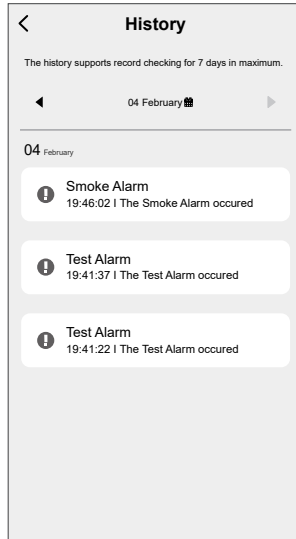 History
The history supports record checking for 7 days in maximum.
04 February
04 February
Smoke Alarm
19:46:02 I The Smoke Alarm occured
Test Alarm
19:41:37 I The Test Alarm occured
Test Alarm
19:41:22 I The Test Alarm occured